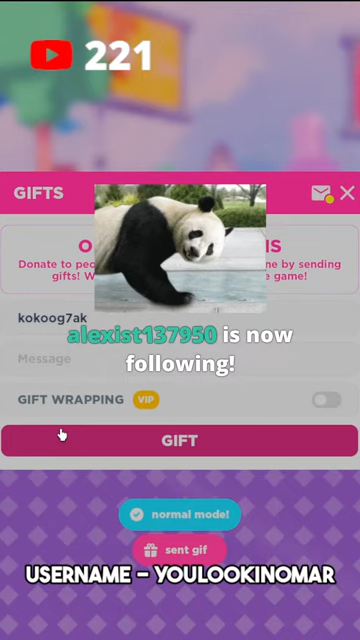 221
GIFTS
Donate to peo
ne by sending
gifts! W
e game!
kokoog7ak
alexist137950 is now
following!
Message
GIFT WRAPPING VIP
GIFT
normal mode!
sent gif
USERNAME - YOULOOKINOMAR